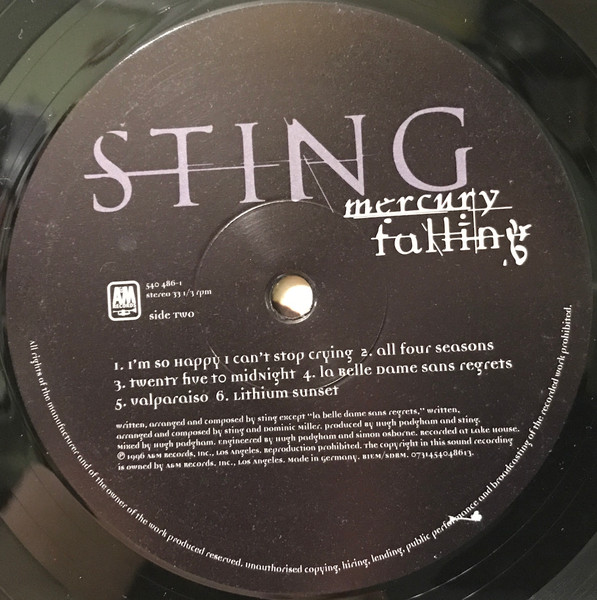 STING
mercury
falling
A&M
RECORDS
540 486-1
stereo 33 1/3 rpm
side two
1. I'm so Happy I can't stop crying 2. all four seasons
3. twenty five to midnight 4. la Belle Dame sans regrets
5. valparaiso 6. Lithium sunset
written, arranged and composed by sting except "la belle dame sans regrets," written,
arranged and composed by sting and Dominic Miller. produced by Hugh padgham and sting.
Mixed by Hugh padgham. Engineered by Hugh padgham and simon osborne. Recorded at Lake House.
℗ 1996 A&M Records, Inc., Los Angeles. Reproduction prohibited. The copyright in this sound recording
is owned by A&M Records, Inc., Los Angeles. Made in Germany. BIEM/SDRM. 0731454048613.
All rights of the manufacturer and of the owner of the work produced reserved, unauthorised copying, hiring, lending, public performance and broadcasting of the recorded work prohibited.